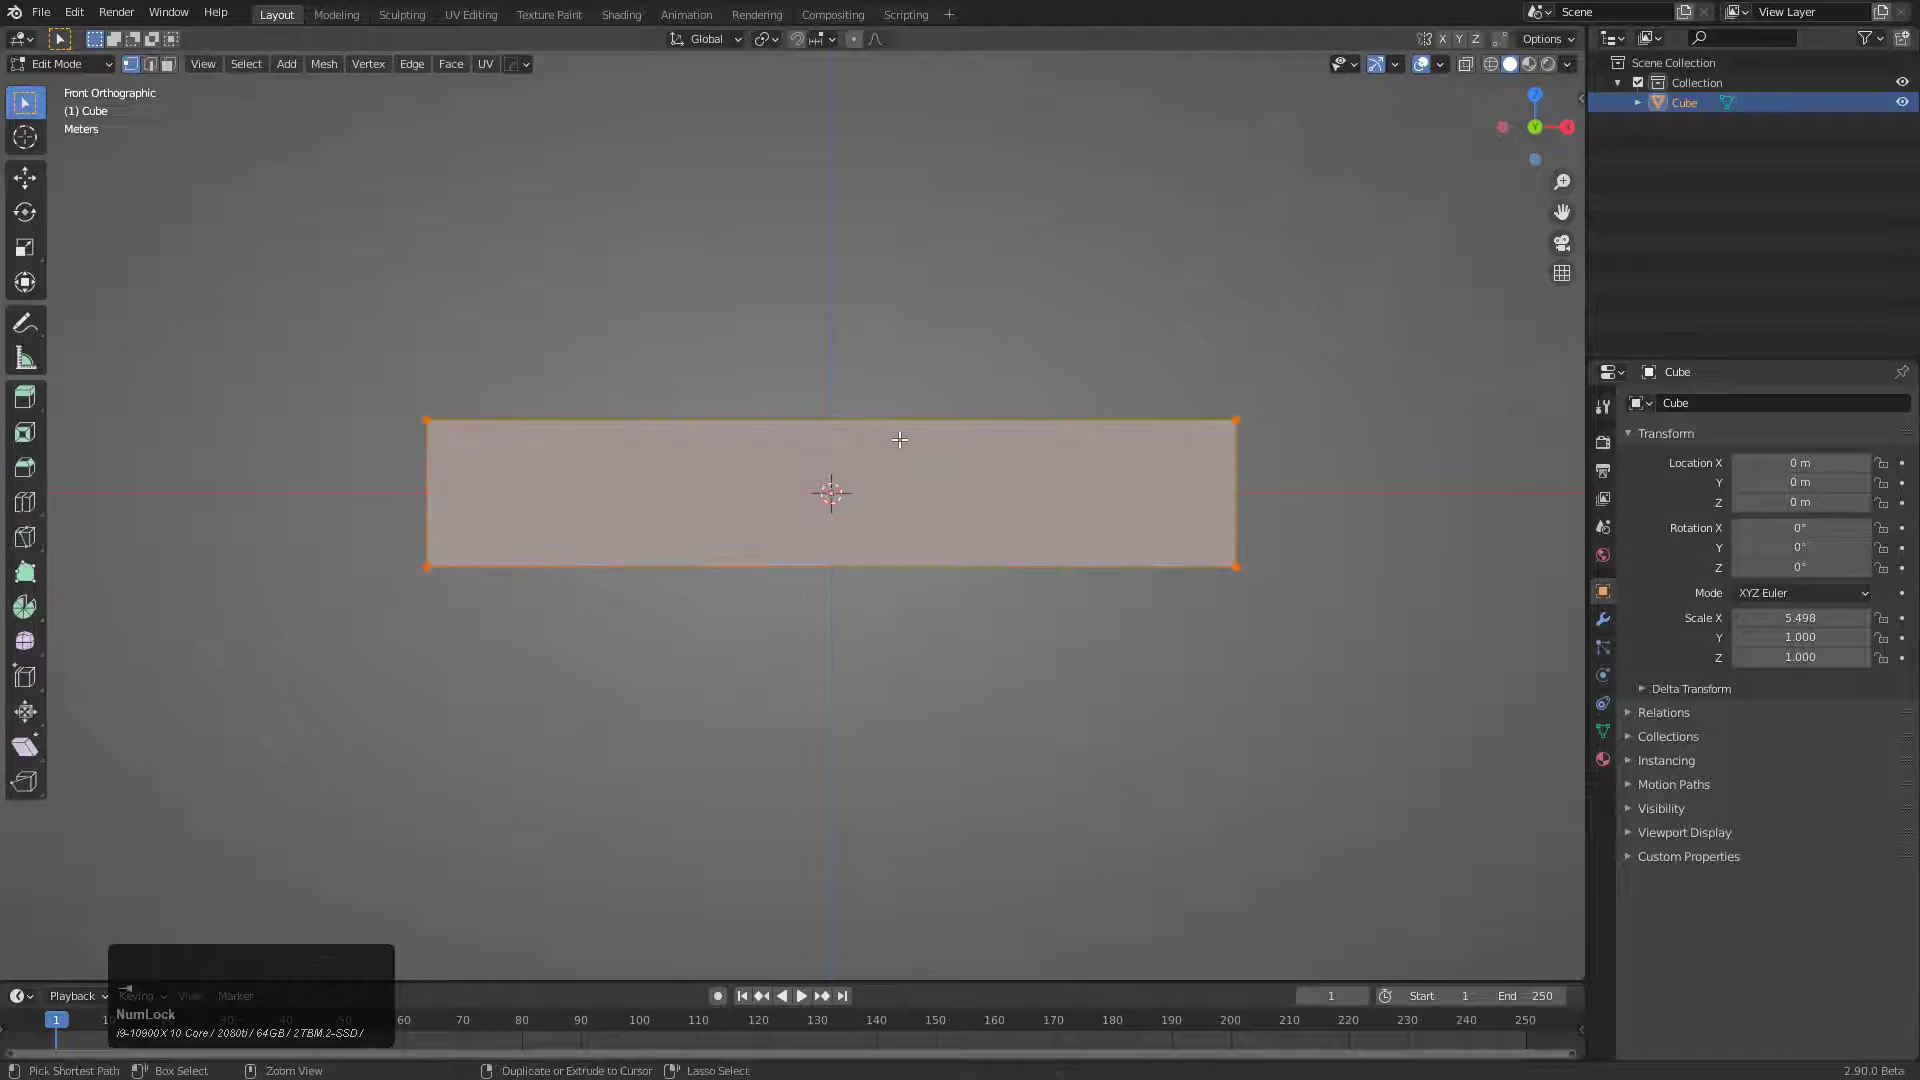 File Edit Render Window Help Layout Modeling Sculpting UV Editing Texture Paint Shading Animation Rendering Compositing Scripting + Scene View Layer
Global X Y Z Options
Edit Mode View Select Add Mesh Vertex Edge Face UV
Front Orthographic
(1) Cube
Meters
Z
Y
X
Scene Collection
Collection
Cube
Cube
Cube
Transform
Location X 0 m
Y 0 m
Z 0 m
Rotation X 0°
Y 0°
Z 0°
Mode XYZ Euler
Scale X 5.498
Y 1.000
Z 1.000
Delta Transform
Relations
Collections
Instancing
Motion Paths
Visibility
Viewport Display
Custom Properties
Playback Keying View Marker 1 Start 1 End 250
NumLock
1 60 70 80 90 100 110 120 130 140 150 160 170 180 190 200 210 220 230 240 250
i9-10900X 10 Core / 2080ti / 64GB / 2TBM.2-SSD /
Pick Shortest Path Box Select Zoom View Duplicate or Extrude to Cursor Lasso Select 2.90.0 Beta